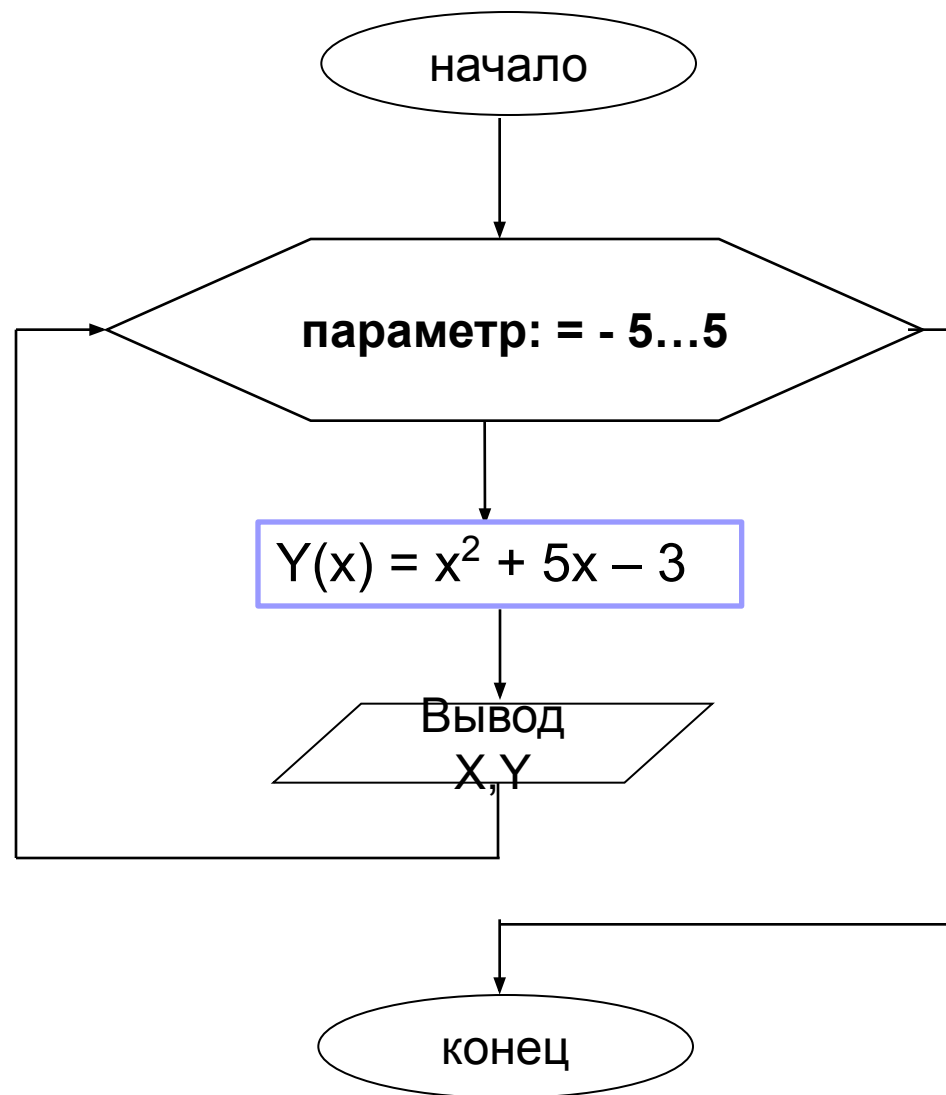 начало
параметр: = - 5…5
Y(x) = x² + 5x – 3
Вывод
X,Y
конец